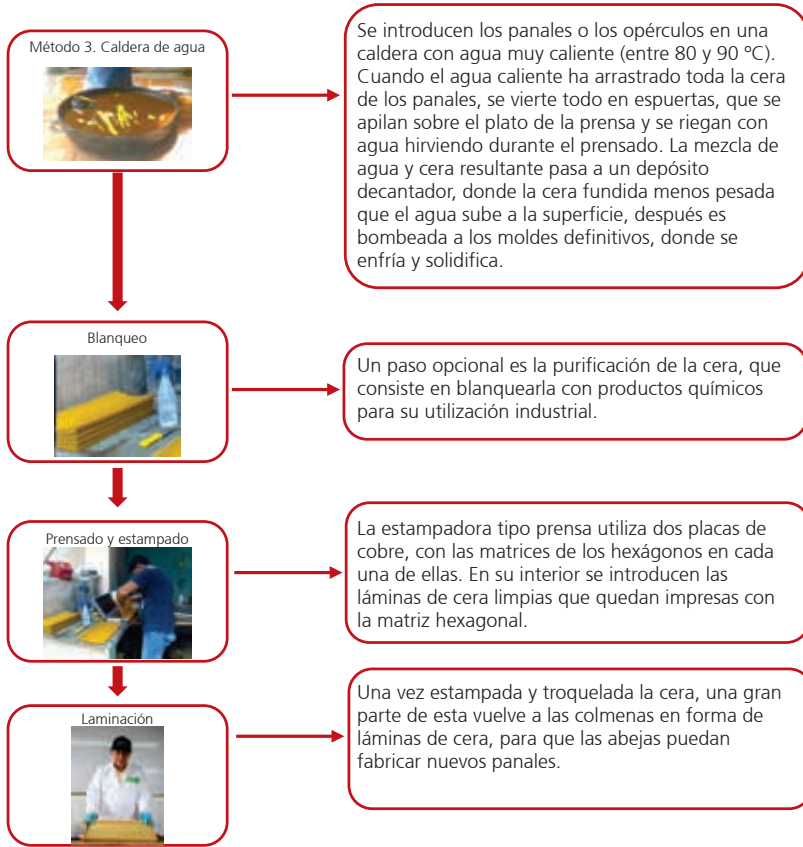 Método 3. Caldera de agua
Se introducen los panales o los opérculos en una
caldera con agua muy caliente (entre 80 y 90 ºC).
Cuando el agua caliente ha arrastrado toda la cera
de los panales, se vierte todo en espuertas, que se
apilan sobre el plato de la prensa y se riegan con
agua hirviendo durante el prensado. La mezcla de
agua y cera resultante pasa a un depósito
decantador, donde la cera fundida menos pesada
que el agua sube a la superficie, después es
bombeada a los moldes definitivos, donde se
enfría y solidifica.
Blanqueo
Un paso opcional es la purificación de la cera, que
consiste en blanquearla con productos químicos
para su utilización industrial.
Prensado y estampado
La estampadora tipo prensa utiliza dos placas de
cobre, con las matrices de los hexágonos en cada
una de ellas. En su interior se introducen las
láminas de cera limpias que quedan impresas con
la matriz hexagonal.
Laminación
Una vez estampada y troquelada la cera, una gran
parte de esta vuelve a las colmenas en forma de
láminas de cera, para que las abejas puedan
fabricar nuevos panales.